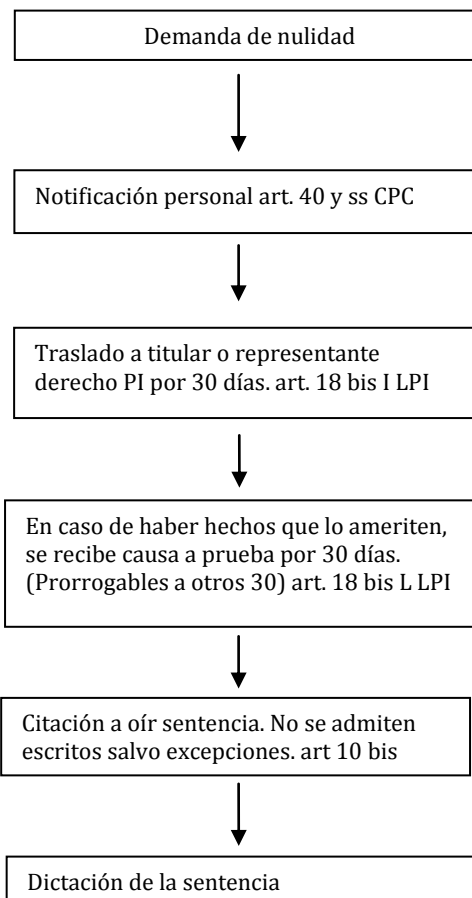 Demanda de nulidad
Notificación personal art. 40 y ss CPC
Traslado a titular o representante
derecho PI por 30 días. art. 18 bis I LPI
En caso de haber hechos que lo ameriten,
se recibe causa a prueba por 30 días.
(Prorrogables a otros 30) art. 18 bis L LPI
Citación a oír sentencia. No se admiten
escritos salvo excepciones. art 10 bis
Dictación de la sentencia